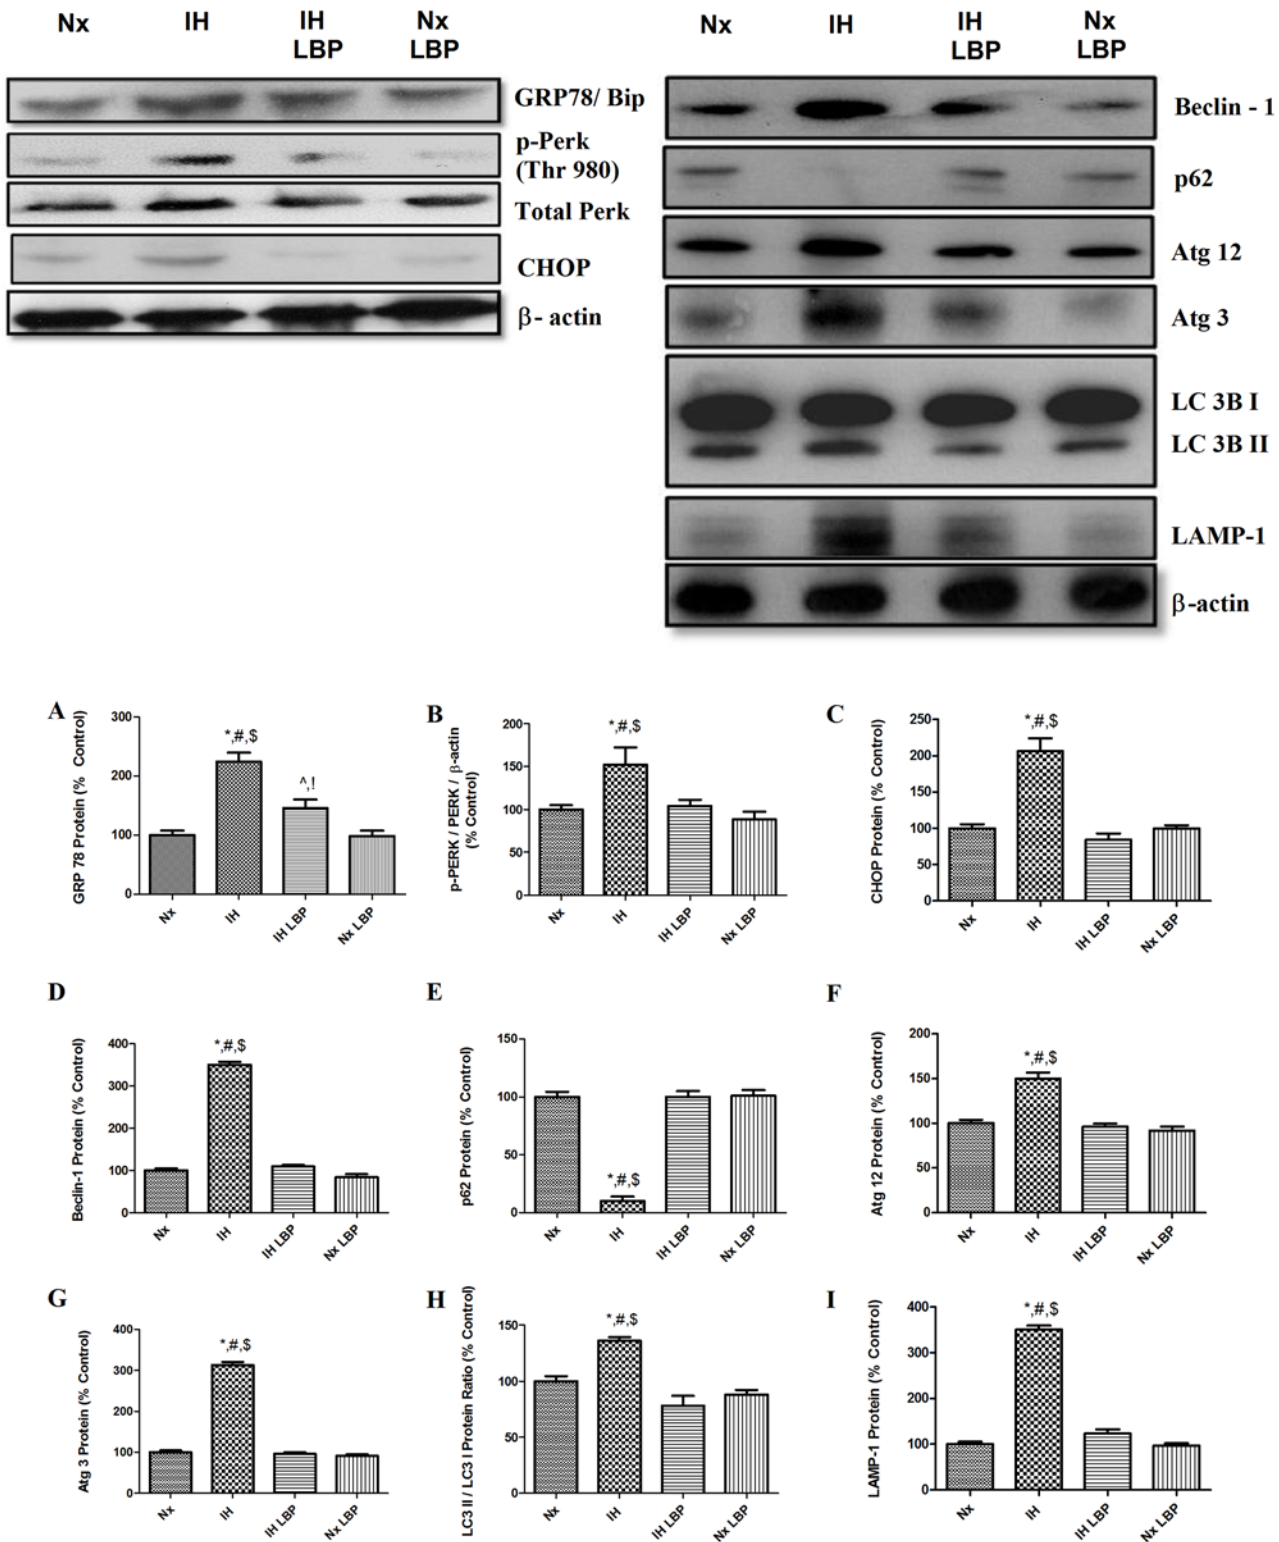 Nx IH IH Nx
LBP LBP
GRP78/ Bip
p-Perk
(Thr 980)
Total Perk
CHOP
β- actin
Nx IH IH Nx
LBP LBP
Beclin - 1
p62
Atg 12
Atg 3
LC 3B I
LC 3B II
LAMP-1
β-actin
A
GRP 78 Protein (% Control)
300
200
100
0
*,#,$
^,!
Nx IH IH LBP Nx LBP
B
p-PERK / PERK / β-actin
(% Control)
200
150
100
50
0
*,#,$
Nx IH IH LBP Nx LBP
C
CHOP Protein (% Control)
250
200
150
100
50
0
*,#,$
Nx IH IH LBP Nx LBP
D
Beclin-1 Protein (% Control)
400
300
200
100
0
*,#,$
Nx IH IH LBP Nx LBP
E
p62 Protein (% Control)
150
100
50
0
*,#,$
Nx IH IH LBP Nx LBP
F
Atg 12 Protein (% Control)
200
150
100
50
0
*,#,$
Nx IH IH LBP Nx LBP
G
Atg 3 Protein (% Control)
400
300
200
100
0
*,#,$
Nx IH IH LBP Nx LBP
H
LC3 II / LC3 I Protein Ratio (% Control)
150
100
50
0
*,#,$
Nx IH IH LBP Nx LBP
I
LAMP-1 Protein (% Control)
400
300
200
100
0
*,#,$
Nx IH IH LBP Nx LBP